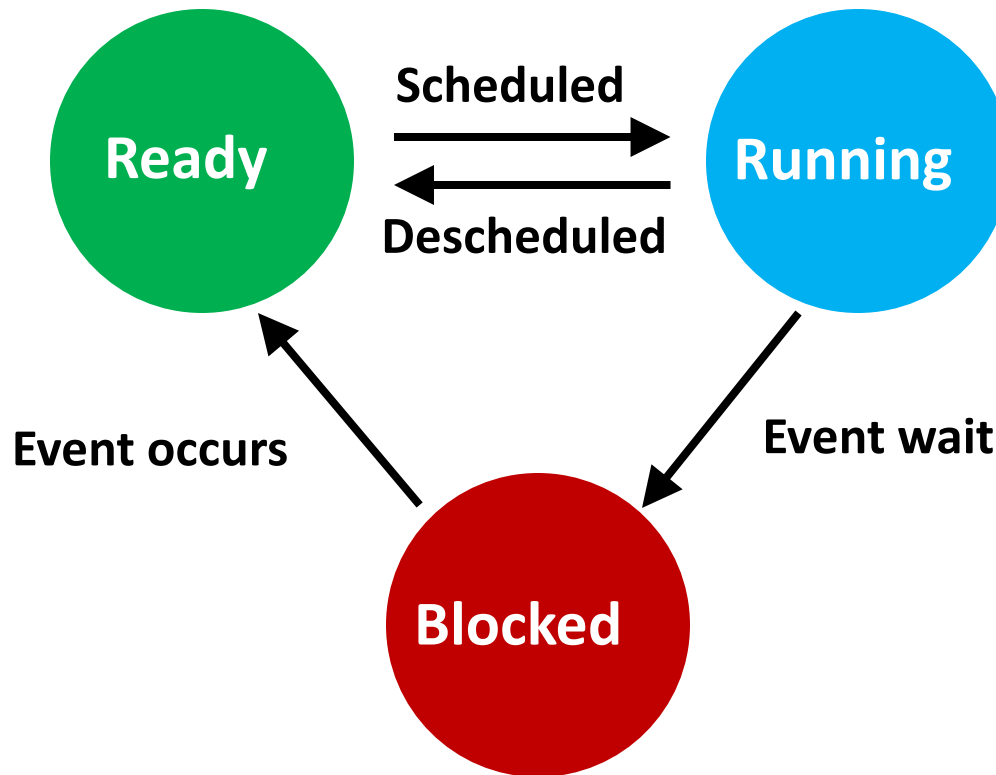 Scheduled
Ready
Running
Descheduled
Event occurs
Event wait
Blocked